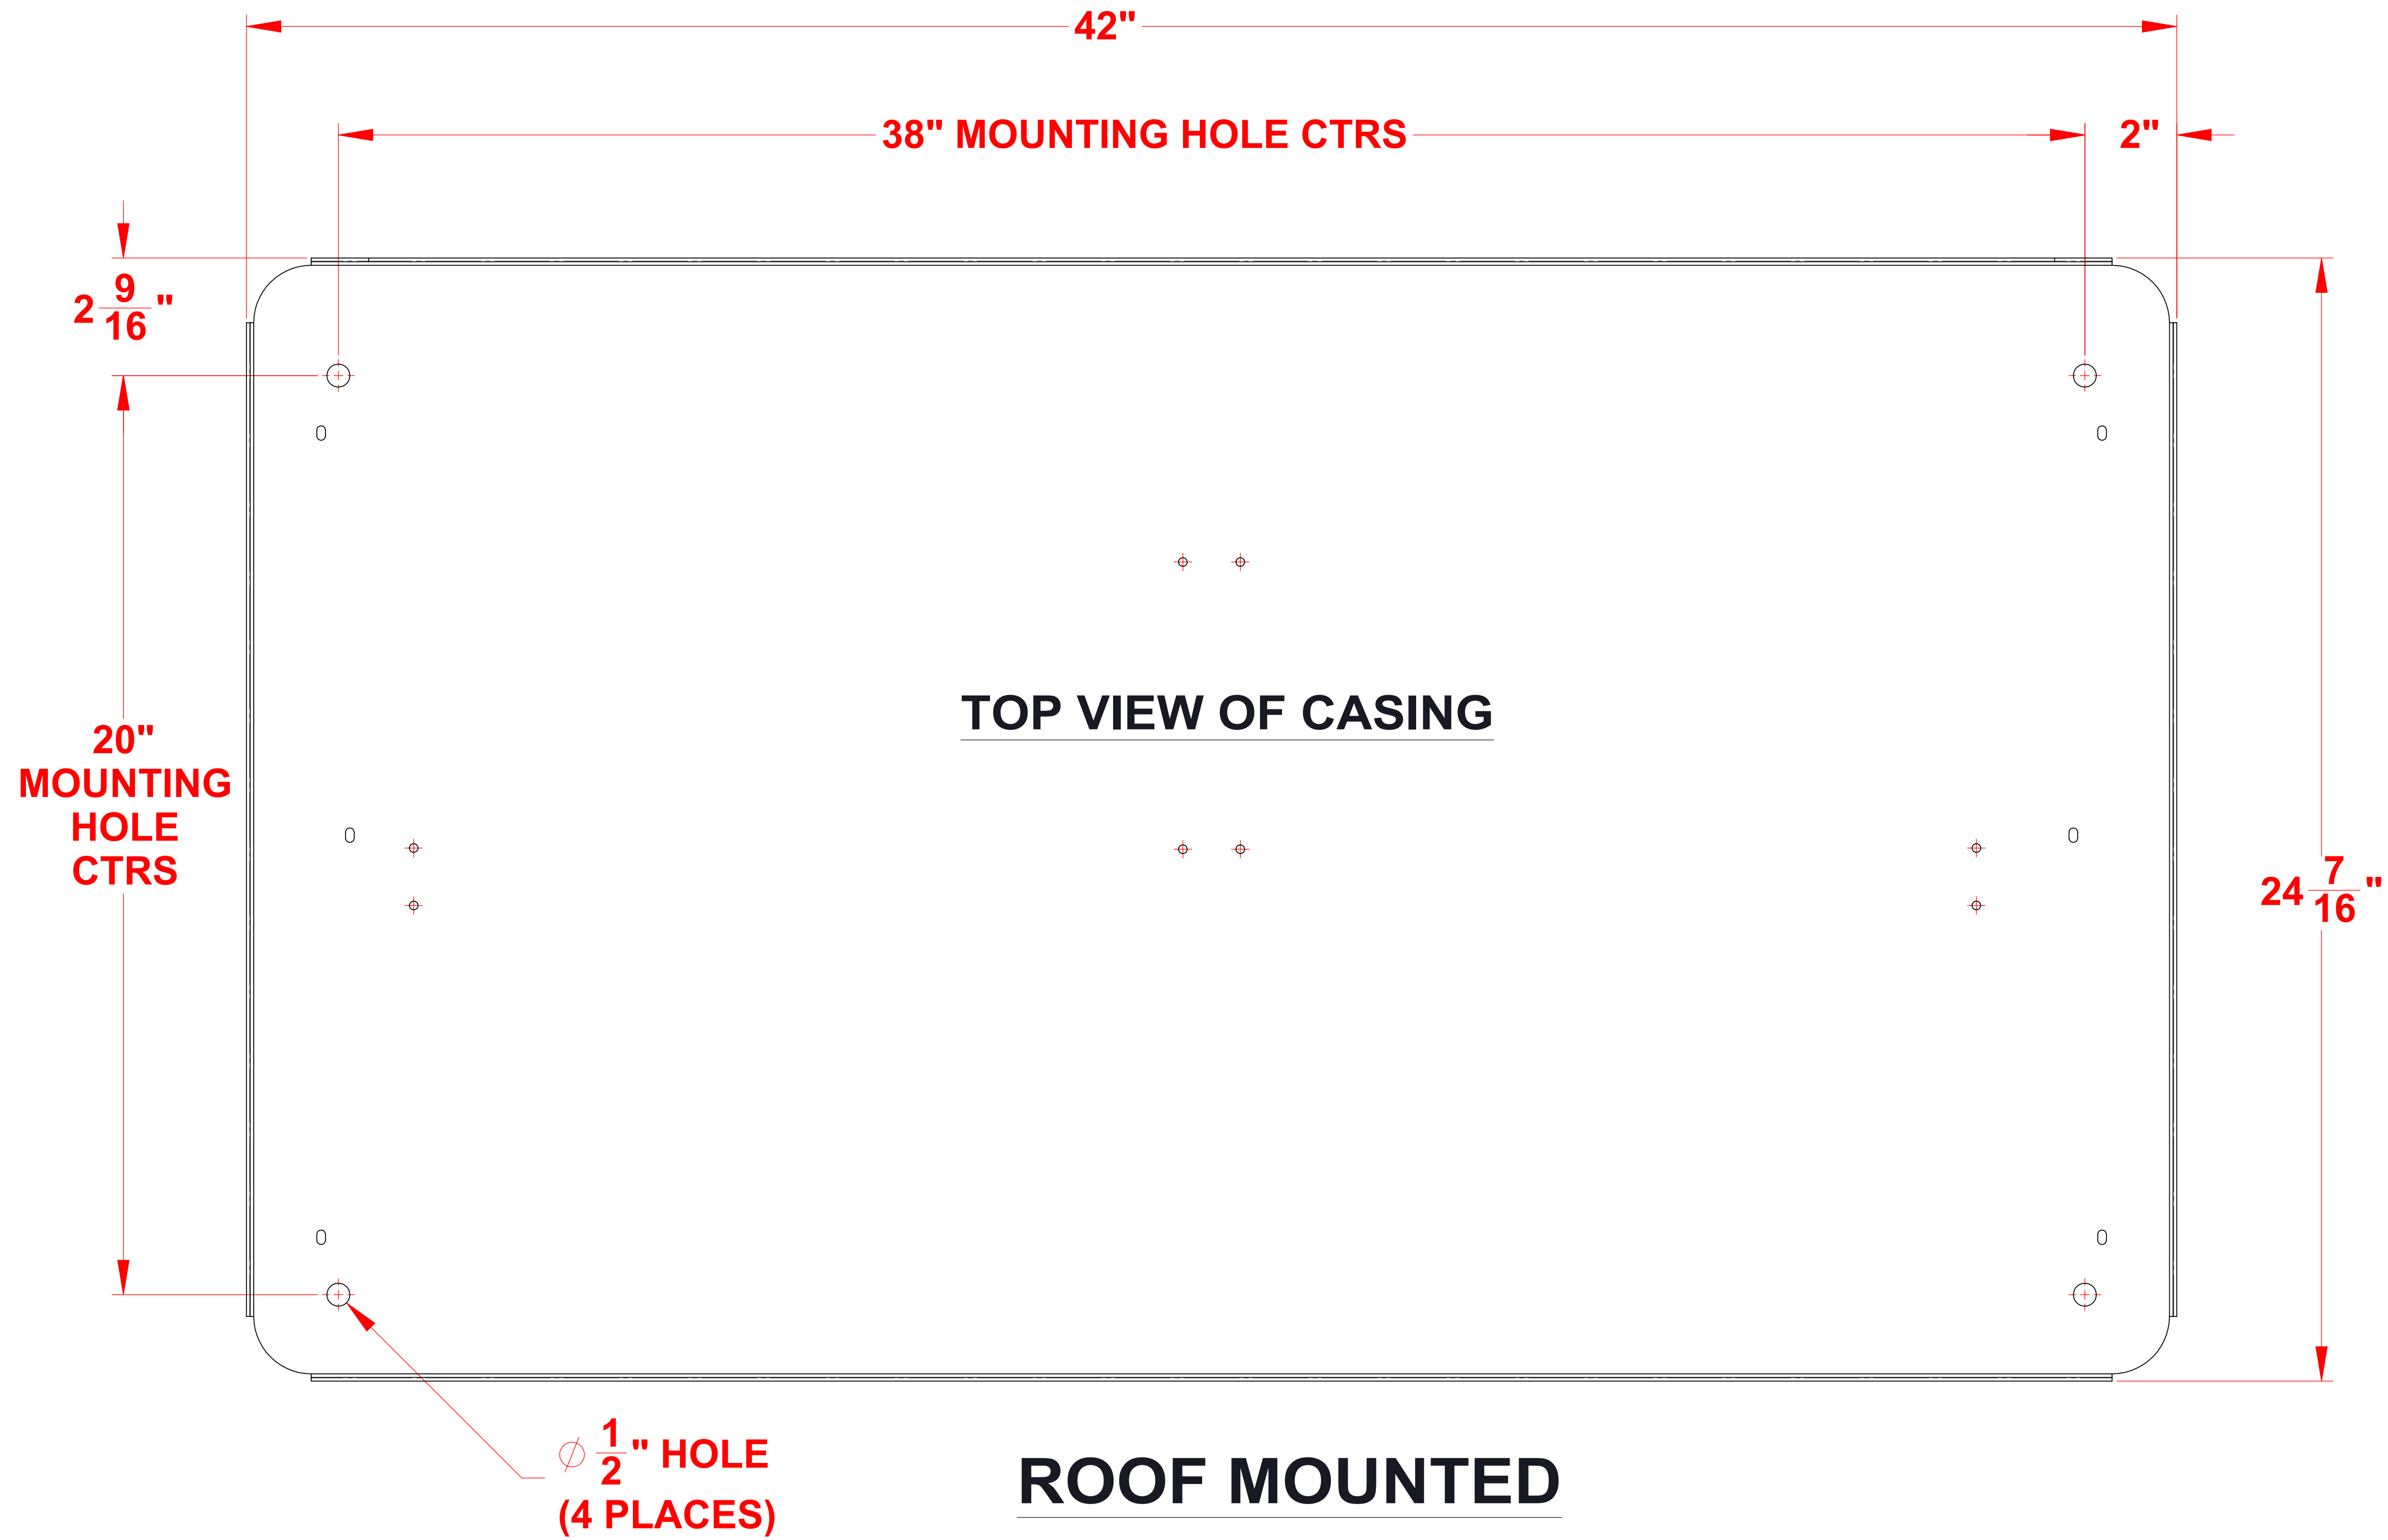 42"
38" MOUNTING HOLE CTRS
2"
2 9/16"
TOP VIEW OF CASING
20"
MOUNTING
HOLE
CTRS
24 7/16"
∅ 1/2" HOLE
(4 PLACES)
ROOF MOUNTED